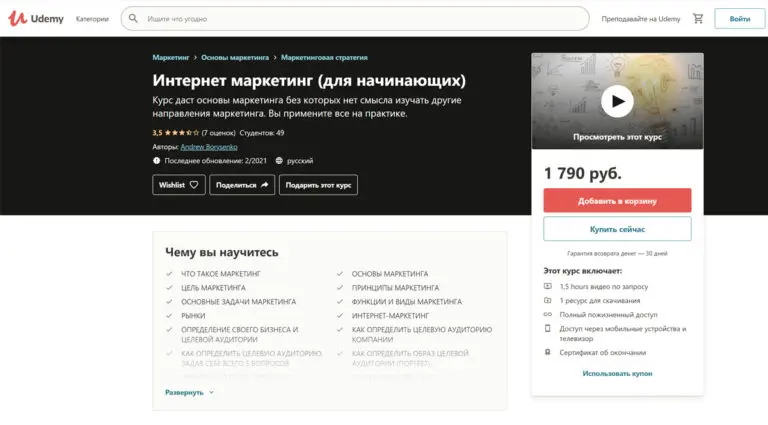 Udemy
Категории
Ищите что угодно
Преподавайте на Udemy
Войти
Маркетинг > Основы маркетинга > Маркетинговая стратегия
Интернет маркетинг (для начинающих)
Курс даст основы маркетинга без которых нет смысла изучать другие
направления маркетинга. Вы примените все на практике.
3,5 (7 оценок) Студентов: 49
Авторы: Andrew Borysenko
Последнее обновление: 2/2021 русский
Wishlist
Поделиться
Подарить этот курс
Просмотреть этот курс
1 790 руб.
Добавить в корзину
Купить сейчас
Гарантия возврата денег — 30 дней
Этот курс включает:
1,5 hours видео по запросу
1 ресурс для скачивания
Полный пожизненный доступ
Доступ через мобильные устройства и
телевизор
Сертификат об окончании
Использовать купон
Чему вы научитесь
ЧТО ТАКОЕ МАРКЕТИНГ
ЦЕЛЬ МАРКЕТИНГА
ОСНОВНЫЕ ЗАДАЧИ МАРКЕТИНГА
РЫНКИ
ОПРЕДЕЛЕНИЕ СВОЕГО БИЗНЕСА И
ЦЕЛЕВОЙ АУДИТОРИИ
КАК ОПРЕДЕЛИТЬ ЦЕЛЕВУЮ АУДИТОРИЮ,
ЗАДАВ СЕБЕ ВСЕГО 5 ВОПРОСОВ
ОСНОВЫ МАРКЕТИНГА
ПРИНЦИПЫ МАРКЕТИНГА
ФУНКЦИИ И ВИДЫ МАРКЕТИНГА
ИНТЕРНЕТ-МАРКЕТИНГ
КАК ОПРЕДЕЛИТЬ ЦЕЛЕВУЮ АУДИТОРИЮ
КОМПАНИИ
КАК ОПРЕДЕЛИТЬ ОБРАЗ ЦЕЛЕВОЙ
АУДИТОРИИ (ПОРТРЕТ)
Развернуть